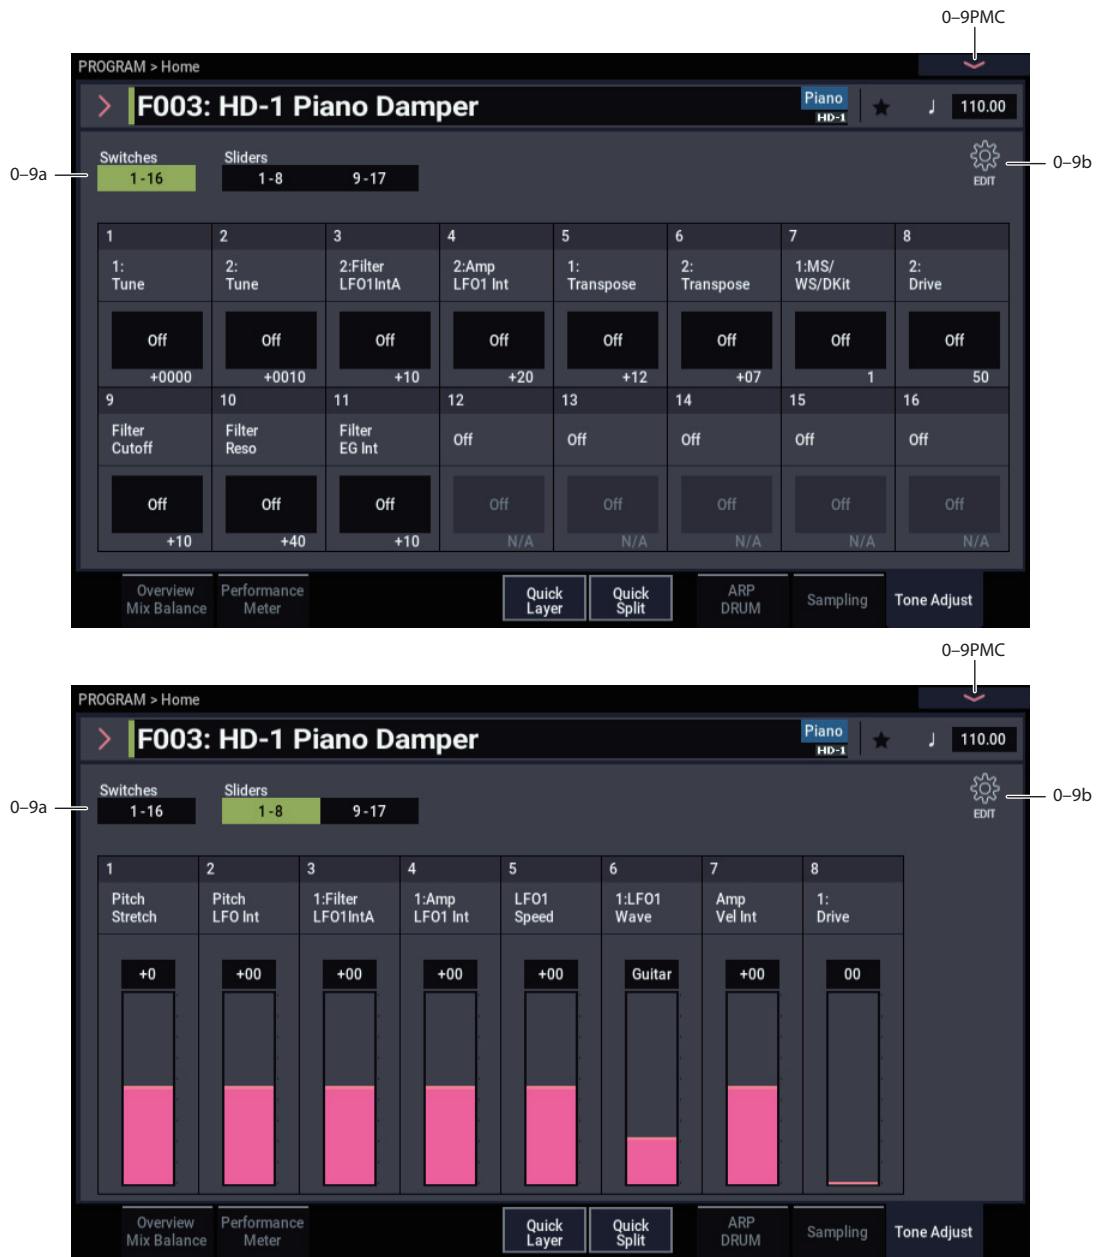 0–9PMC
PROGRAM > Home
F003: HD-1 Piano Damper
Piano
HD-1
110.00
Switches
Sliders
1-16
1-8
9-17
EDIT
0–9a
0–9b
1
2
3
4
5
6
7
8
1:
Tune
2:
Tune
2:Filter
LFO1IntA
2:Amp
LFO1 Int
1:
Transpose
2:
Transpose
1:MS/
WS/DKit
2:
Drive
Off
Off
Off
Off
Off
Off
Off
Off
+0000
+0010
+10
+20
+12
+07
1
50
9
10
11
12
13
14
15
16
Filter
Cutoff
Filter
Reso
Filter
EG Int
Off
Off
Off
Off
Off
Off
Off
Off
Off
Off
Off
Off
Off
+10
+40
+10
N/A
N/A
N/A
N/A
N/A
Overview
Mix Balance
Performance
Meter
Quick
Layer
Quick
Split
ARP
DRUM
Sampling
Tone Adjust
0–9PMC
PROGRAM > Home
F003: HD-1 Piano Damper
Piano
HD-1
110.00
Switches
Sliders
1-16
1-8
9-17
EDIT
0–9a
0–9b
1
2
3
4
5
6
7
8
Pitch
Stretch
Pitch
LFO Int
1:Filter
LFO1IntA
1:Amp
LFO1 Int
LFO1
Speed
1:LFO1
Wave
Amp
Vel Int
1:
Drive
+0
+00
+00
+00
+00
Guitar
+00
00
Overview
Mix Balance
Performance
Meter
Quick
Layer
Quick
Split
ARP
DRUM
Sampling
Tone Adjust